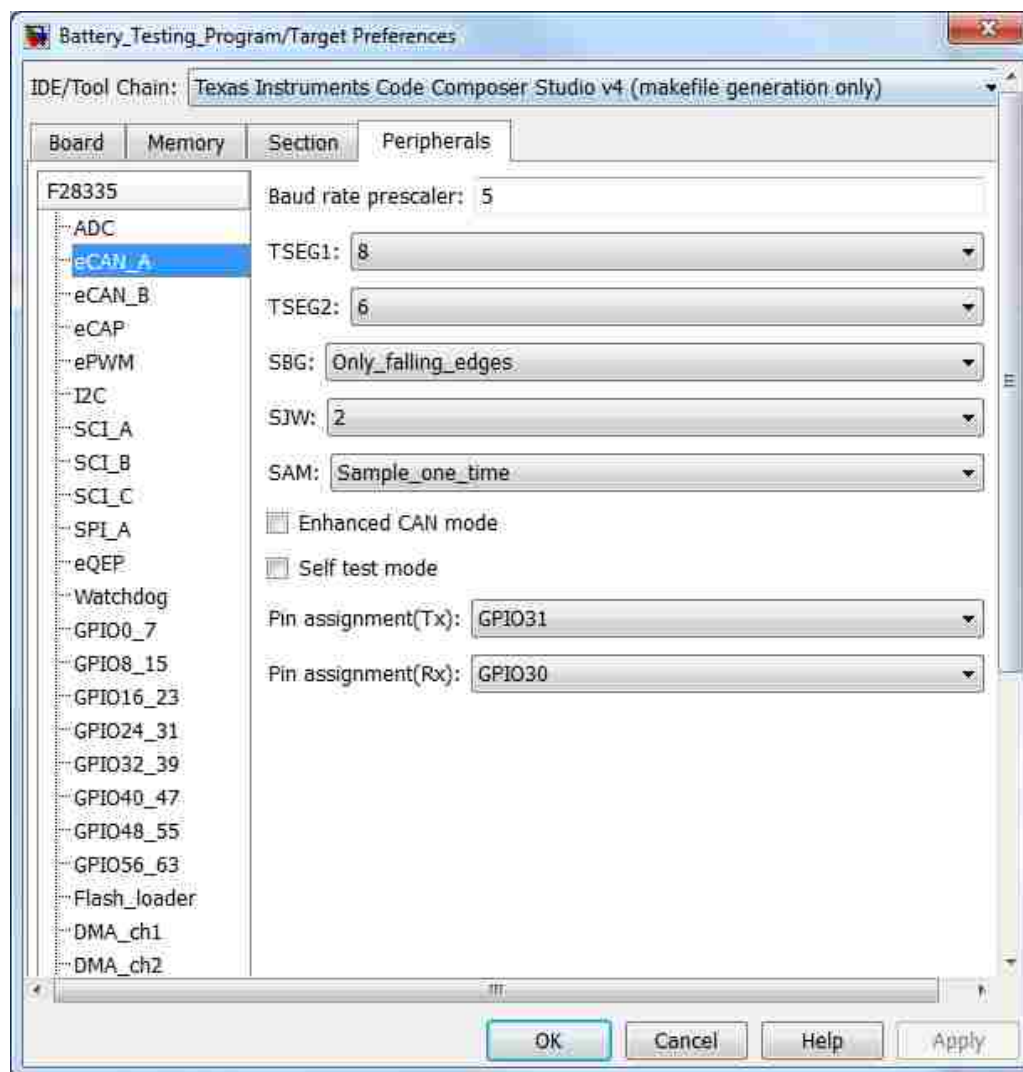 Battery_Testing_Program/Target Preferences
IDE/Tool Chain: Texas Instruments Code Composer Studio v4 (makefile generation only)
Board Memory Section Peripherals
F28335
ADC
eCAN_A
eCAN_B
eCAP
ePWM
I2C
SCI_A
SCI_B
SCI_C
SPI_A
eQEP
Watchdog
GPIO0_7
GPIO8_15
GPIO16_23
GPIO24_31
GPIO32_39
GPIO40_47
GPIO48_55
GPIO56_63
Flash_loader
DMA_ch1
DMA_ch2
Baud rate prescaler: 5
TSEG1: 8
TSEG2: 6
SBG: Only_falling_edges
SJW: 2
SAM: Sample_one_time
Enhanced CAN mode
Self test mode
Pin assignment(Tx): GPIO31
Pin assignment(Rx): GPIO30
OK Cancel Help Apply